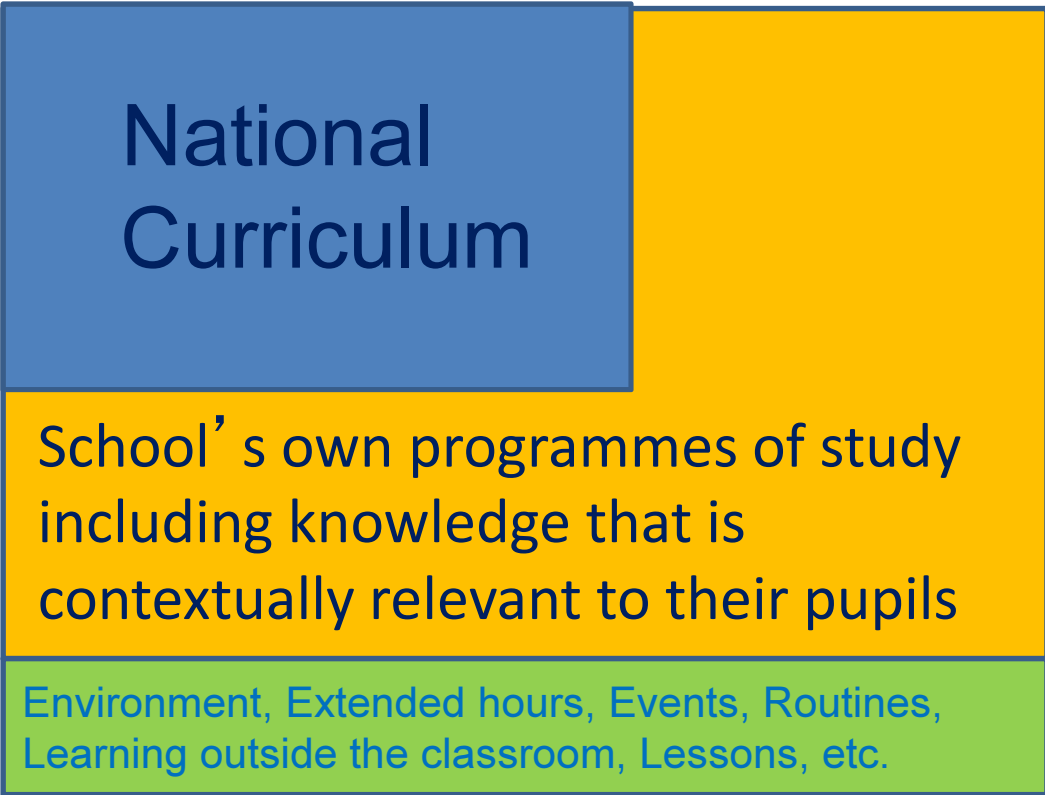 National
Curriculum
School’s own programmes of study
including knowledge that is
contextually relevant to their pupils
Environment, Extended hours, Events, Routines,
Learning outside the classroom, Lessons, etc.